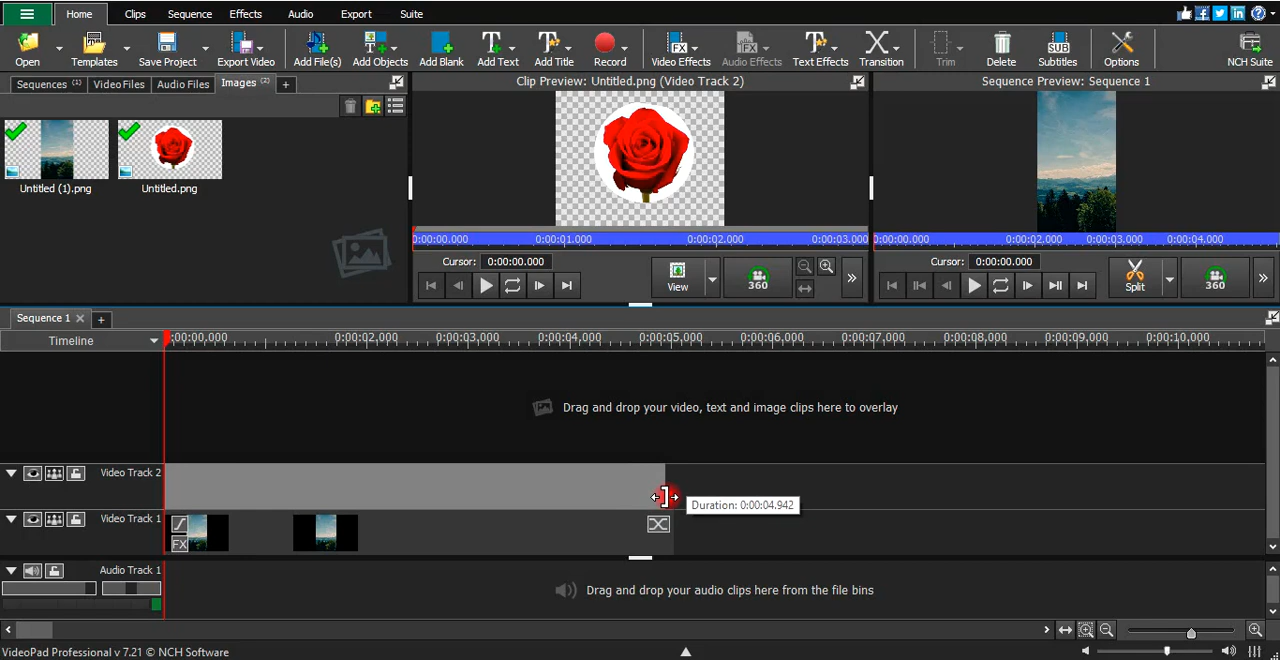 Home Clips Sequence Effects Audio Export Suite
Open Templates Save Project Export Video Add File(s) Add Objects Add Blank Add Text Add Title Record Video Effects Audio Effects Text Effects Transition Trim Delete Subtitles Options NCH Suite
Sequences (1) Video Files Audio Files Images (2) +
Clip Preview: Untitled.png (Video Track 2)
Sequence Preview: Sequence 1
Untitled (1).png Untitled.png
0:00:00.000 0:00:01.000 0:00:02.000 0:00:03.000
0:00:00.000 0:00:02.000 0:00:03.000 0:00:04.000
Cursor: 0:00:00.000
Cursor: 0:00:00.000
View 360
Split 360
Sequence 1 +
Timeline
:00:00,000 0:00:02,000 0:00:03,000 0:00:04,000 0:00:05,000 0:00:06,000 0:00:07,000 0:00:08,000 0:00:09,000 0:00:10,000
Drag and drop your video, text and image clips here to overlay
Video Track 2
Duration: 0:00:04.942
Video Track 1
FX
Audio Track 1
Drag and drop your audio clips here from the file bins
VideoPad Professional v 7.21 © NCH Software